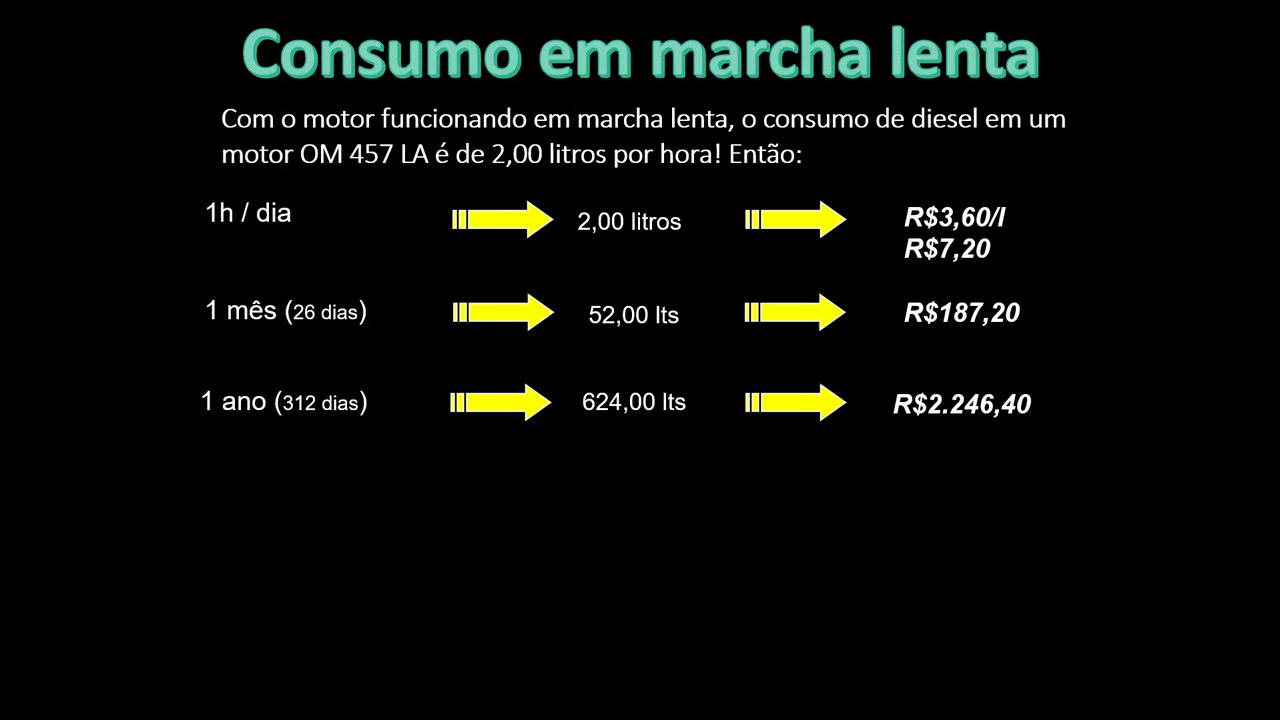 Consumo em marcha lenta
Com o motor funcionando em marcha lenta, o consumo de diesel em um
motor OM 457 LA é de 2,00 litros por hora! Então:
1h / dia 2,00 litros R$3,60/l
R$7,20
1 mês (26 dias) 52,00 lts R$187,20
1 ano (312 dias) 624,00 lts R$2.246,40